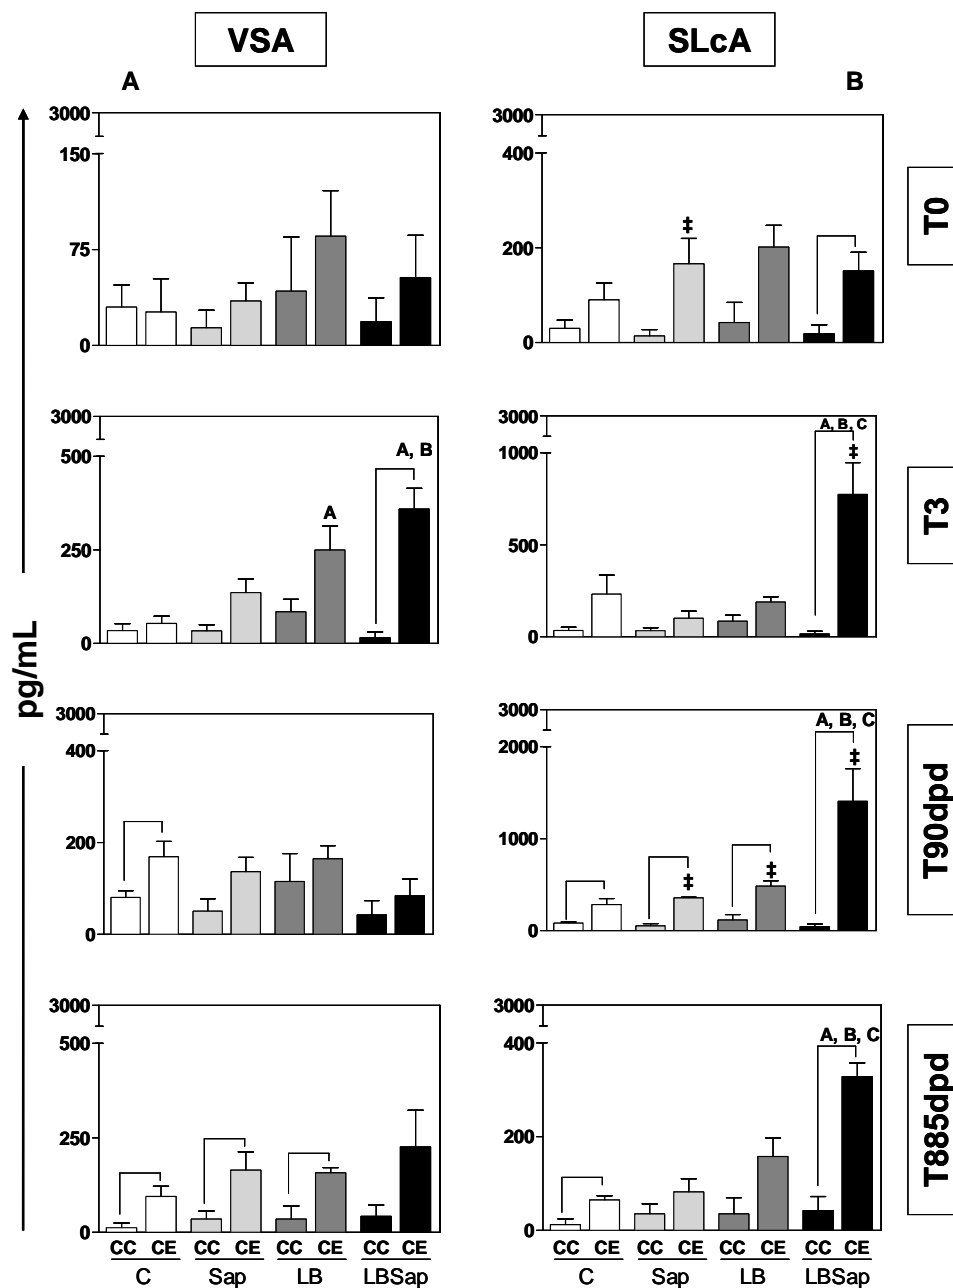 VSA
SLcA
A
B
3000
150
75
0
3000
400
200
0
‡
T0
3000
500
250
0
A
A, B
3000
1000
500
0
A, B, C
‡
T3
pg/mL
3000
400
200
0
3000
2000
1000
0
‡
‡
A, B, C
‡
T90dpd
3000
500
250
0
3000
400
200
0
A, B, C
T885dpd
CC CE CC CE CC CE CC CE
C Sap LB LBSap
CC CE CC CE CC CE CC CE
C Sap LB LBSap